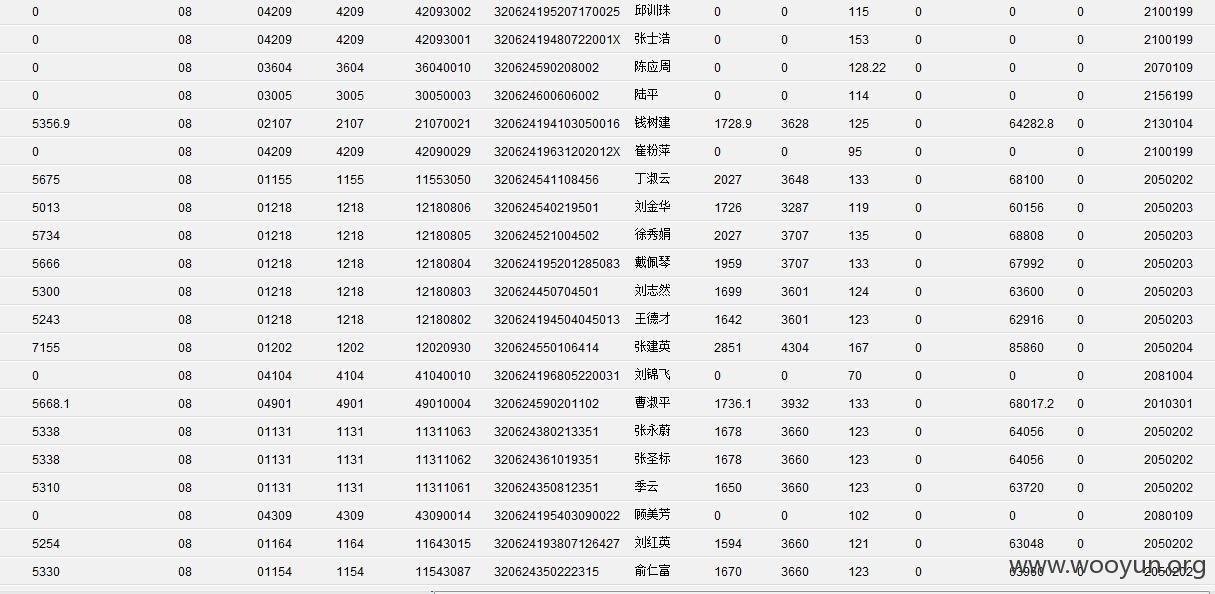 0 08 04209 4209 42093002 320624195207170025 邱训珠 0 0 115 0 0 0 2100199
0 08 04209 4209 42093001 32062419480722001X 张士浩 0 0 153 0 0 0 2100199
0 08 03604 3604 36040010 320624590208002 陈应周 0 0 128.22 0 0 0 2070109
0 08 03005 3005 30050003 320624600606002 陆平 0 0 114 0 0 0 2156199
5356.9 08 02107 2107 21070021 320624194103050016 钱树建 1728.9 3628 125 0 64282.8 0 2130104
0 08 04209 4209 42090029 32062419631202012X 崔粉萍 0 0 95 0 0 0 2100199
5675 08 01155 1155 11553050 320624541108456 丁淑云 2027 3648 133 0 68100 0 2050202
5013 08 01218 1218 12180806 320624540219501 刘金华 1726 3287 119 0 60156 0 2050203
5734 08 01218 1218 12180805 320624521004502 徐秀娟 2027 3707 135 0 68808 0 2050203
5666 08 01218 1218 12180804 320624195201285083 戴佩琴 1959 3707 133 0 67992 0 2050203
5300 08 01218 1218 12180803 320624450704501 刘志然 1699 3601 124 0 63600 0 2050203
5243 08 01218 1218 12180802 320624194504045013 王德才 1642 3601 123 0 62916 0 2050203
7155 08 01202 1202 12020930 320624550106414 张建英 2851 4304 167 0 85860 0 2050204
0 08 04104 4104 41040010 320624196805220031 刘锦飞 0 0 70 0 0 0 2081004
5668.1 08 04901 4901 49010004 320624590201102 曹淑平 1736.1 3932 133 0 68017.2 0 2010301
5338 08 01131 1131 11311063 320624380213351 张永蔚 1678 3660 123 0 64056 0 2050202
5338 08 01131 1131 11311062 320624361019351 张圣标 1678 3660 123 0 64056 0 2050202
5310 08 01131 1131 11311061 320624350812351 季云 1650 3660 123 0 63720 0 2050202
0 08 04309 4309 43090014 320624195403090022 顾美芳 0 0 102 0 0 0 2080109
5254 08 01164 1164 11643015 320624193807126427 刘红英 1594 3660 121 0 63048 0 2050202
5330 08 01154 1154 11543087 320624350222315 俞仁富 1670 3660 123 0 63960 0 2050202
www.wooyun.org